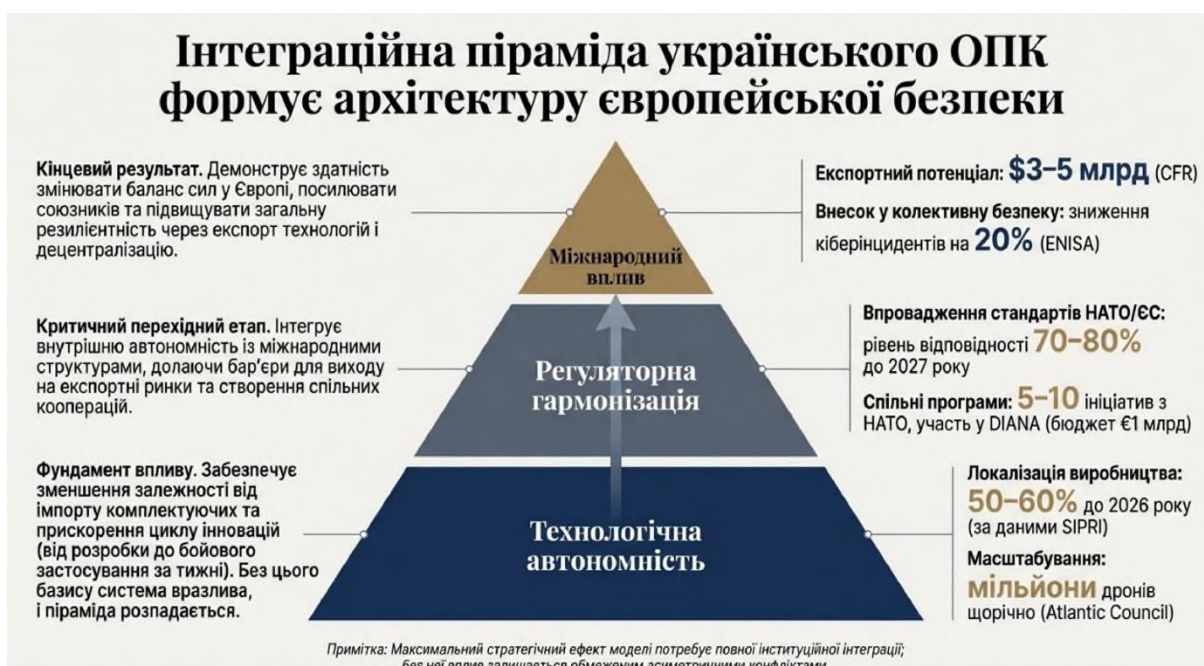 Інтеграційна піраміда українського ОПК
формує архітектуру європейської безпеки
Кінцевий результат. Демонструє здатність
змінювати баланс сил у Європі, посилювати
союзників та підвищувати загальну
резилієнтність через експорт технологій і
децентралізацію.
Міжнародний
вплив
Експортний потенціал: $3–5 млрд (CFR)
Внесок у колективну безпеку: зниження
кіберінцидентів на 20% (ENISA)
Критичний перехідний етап. Інтегрує
внутрішню автономність із міжнародними
структурами, долаючи бар'єри для виходу
на експортні ринки та створення спільних
кооперацій.
Регуляторна
гармонізація
Впровадження стандартів НАТО/ЄС:
рівень відповідності 70–80%
до 2027 року
Спільні програми: 5–10 ініціатив з
НАТО, участь у DIANA (бюджет €1 млрд)
Фундамент впливу. Забезпечує
зменшення залежності від
імпорту комплектуючих та
прискорення циклу інновацій
(від розробки до бойового
застосування за тижні). Без цього
базису система вразлива,
і піраміда розпадається.
Технологічна
автономність
Локалізація виробництва:
50–60% до 2026 року
(за даними SIPRI)
Масштабування:
мільйони дронів
щорічно (Atlantic Council)
Примітка: Максимальний стратегічний ефект моделі потребує повної інституційної інтеграції;
без неї вплив залишається обмеженим асиметричними конфліктами